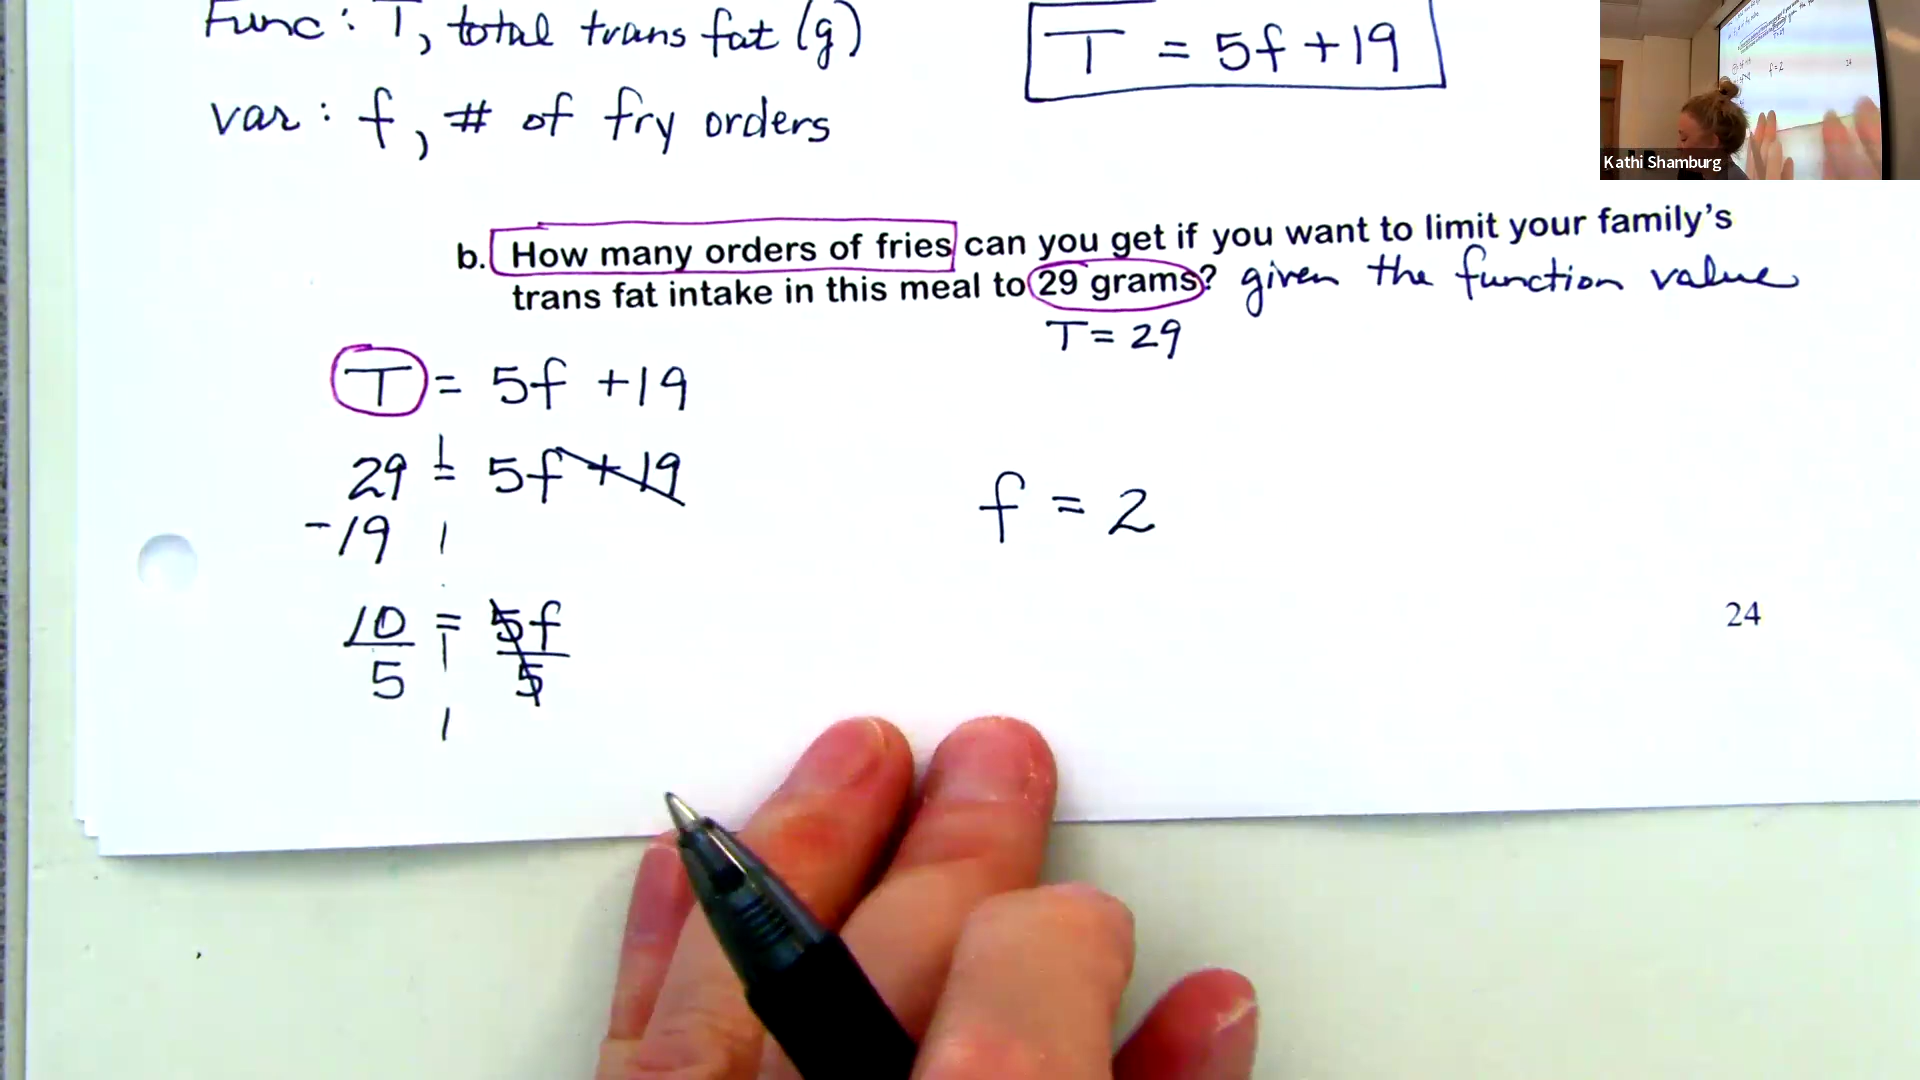 Func: T, total trans fat (g)
T = 5f + 19
var: f, # of fry orders
Kathi Shamburg
b. How many orders of fries can you get if you want to limit your family's
trans fat intake in this meal to 29 grams? given the function value
T = 29
T = 5f + 19
29 = 5f + 19
-19
f = 2
10 = 5f
5 5
24